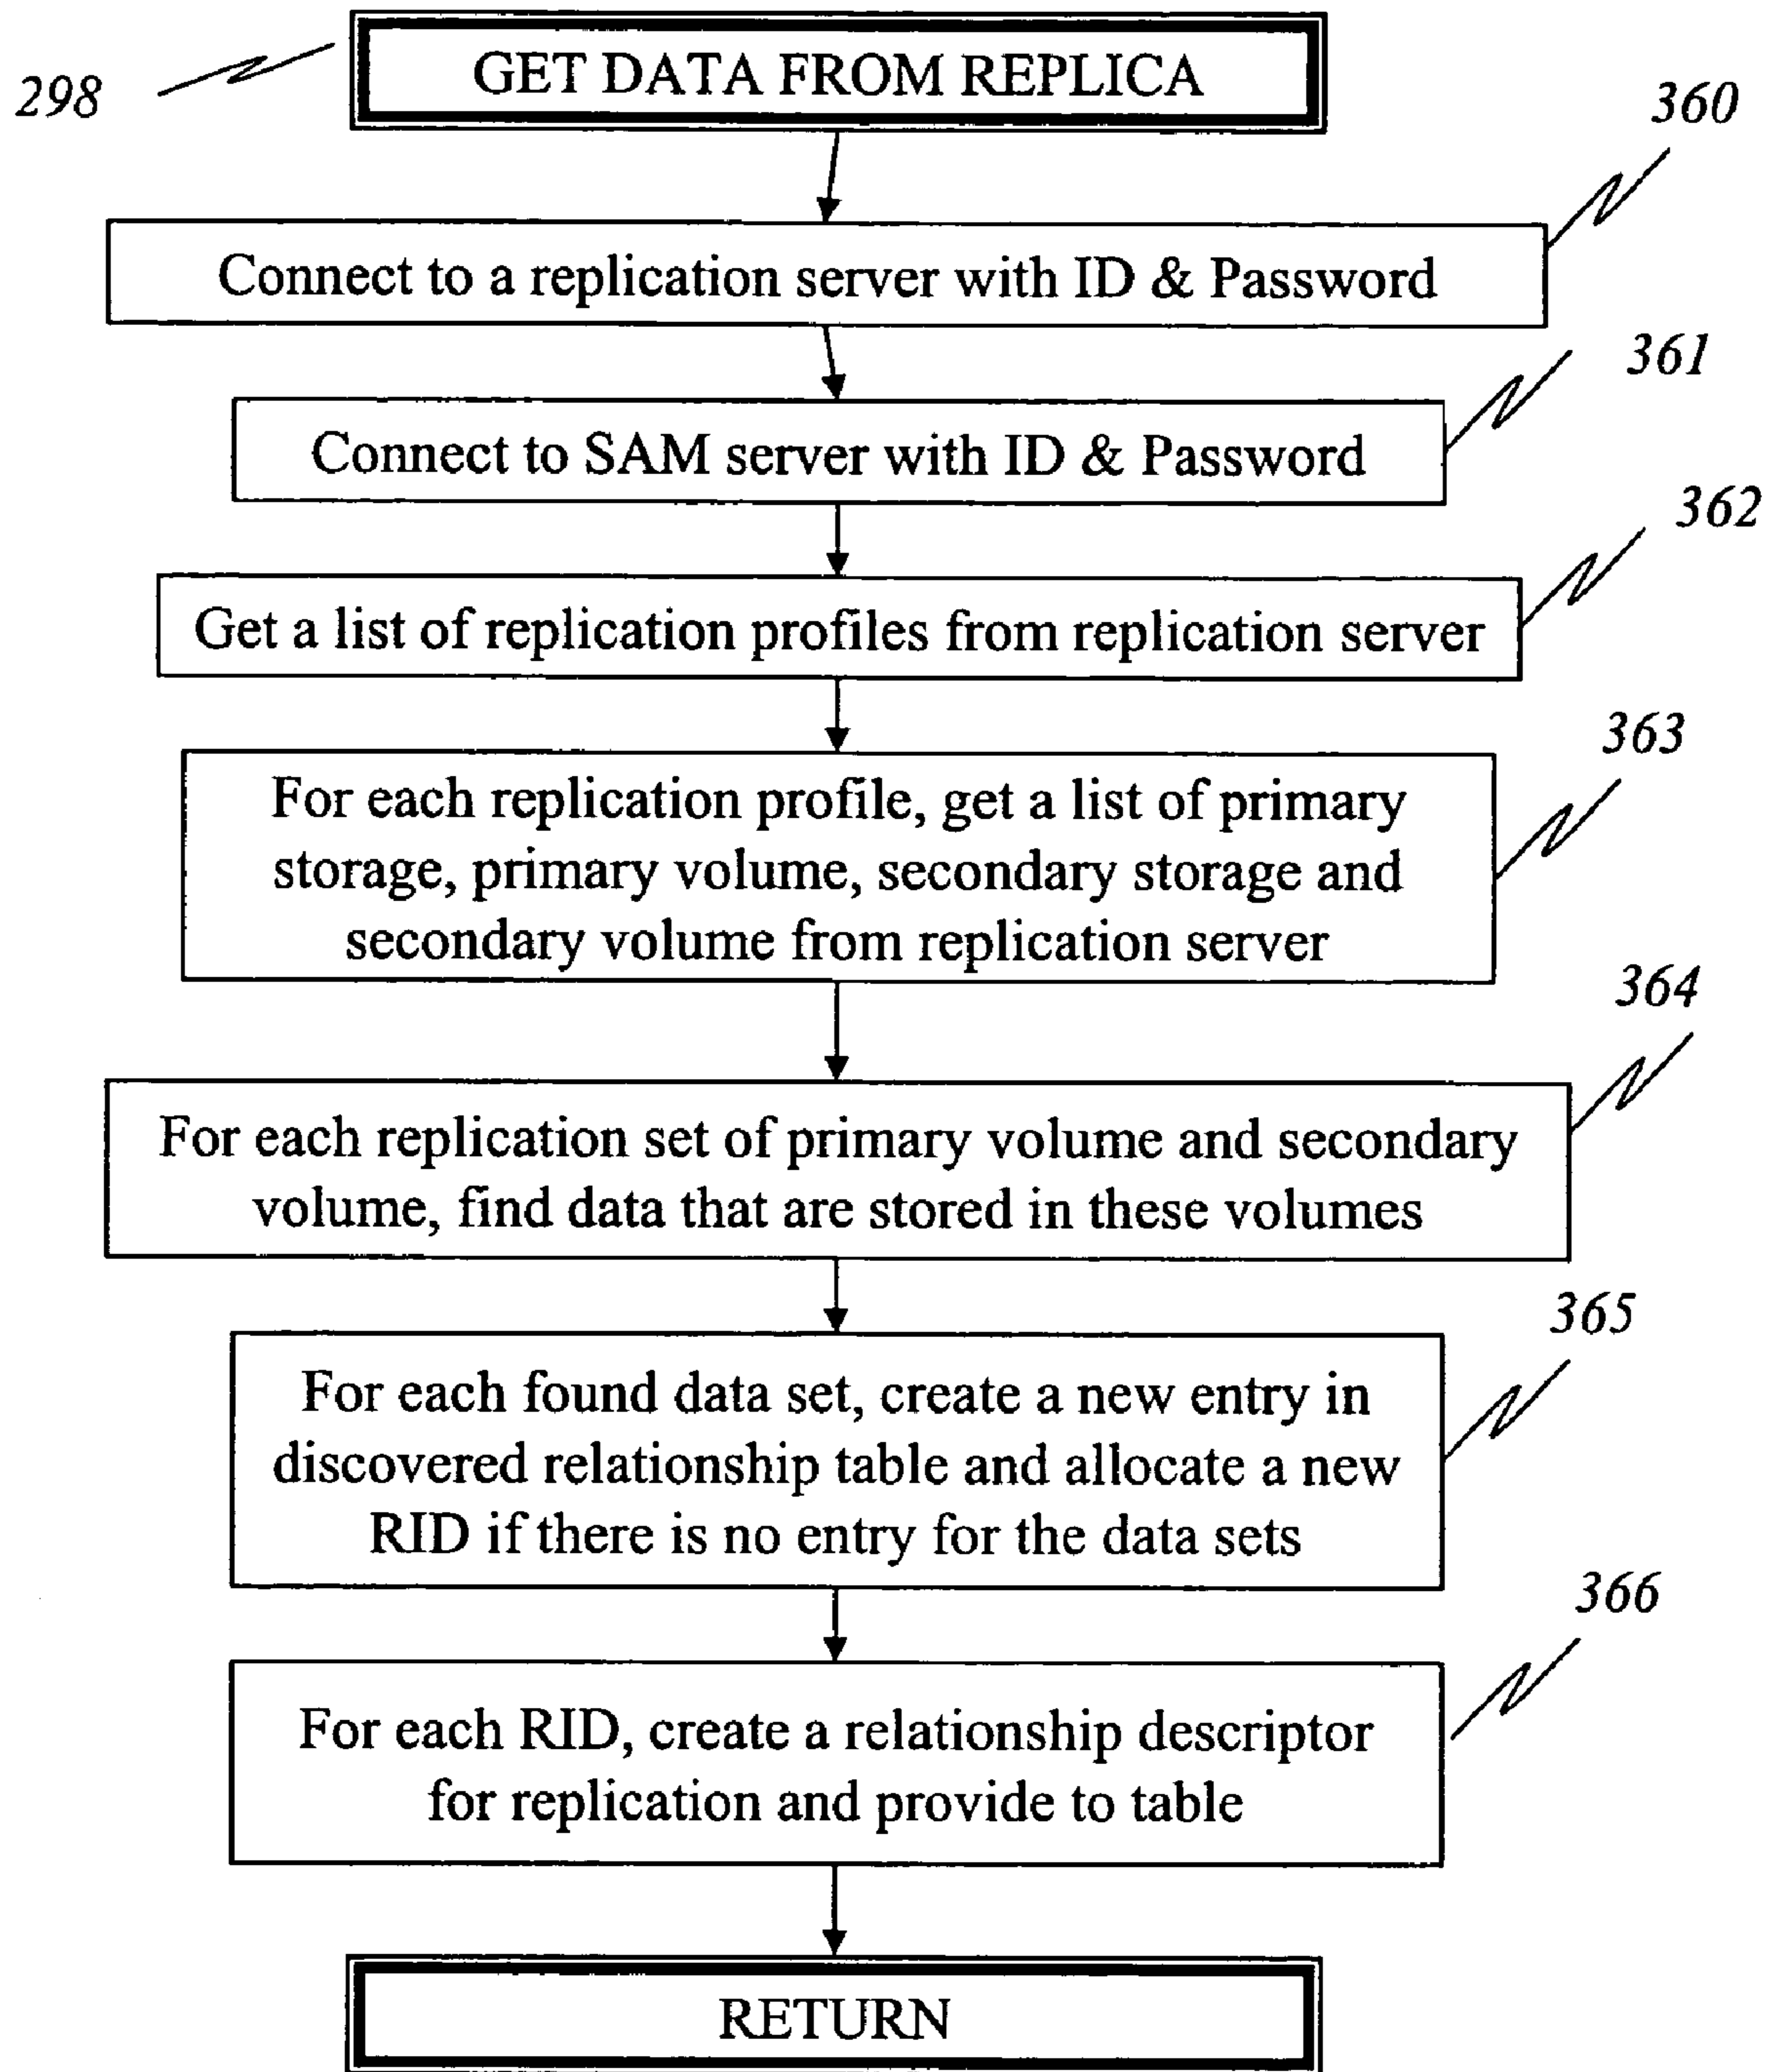 298
GET DATA FROM REPLICA
360
Connect to a replication server with ID & Password
361
Connect to SAM server with ID & Password
362
Get a list of replication profiles from replication server
363
For each replication profile, get a list of primary
storage, primary volume, secondary storage and
secondary volume from replication server
364
For each replication set of primary volume and secondary
volume, find data that are stored in these volumes
365
For each found data set, create a new entry in
discovered relationship table and allocate a new
RID if there is no entry for the data sets
366
For each RID, create a relationship descriptor
for replication and provide to table
RETURN